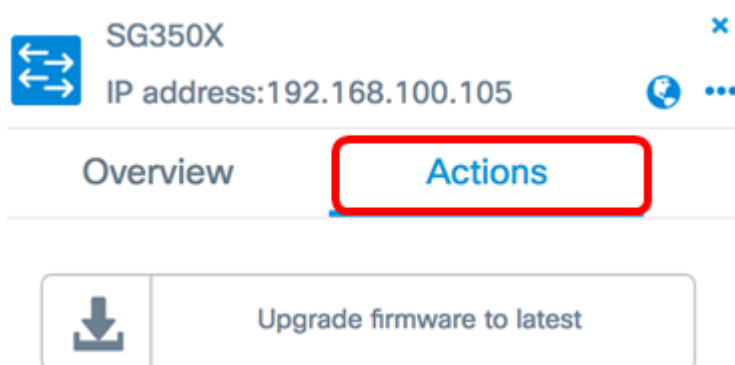 SG350X
IP address:192.168.100.105
Overview
Actions
Upgrade firmware to latest